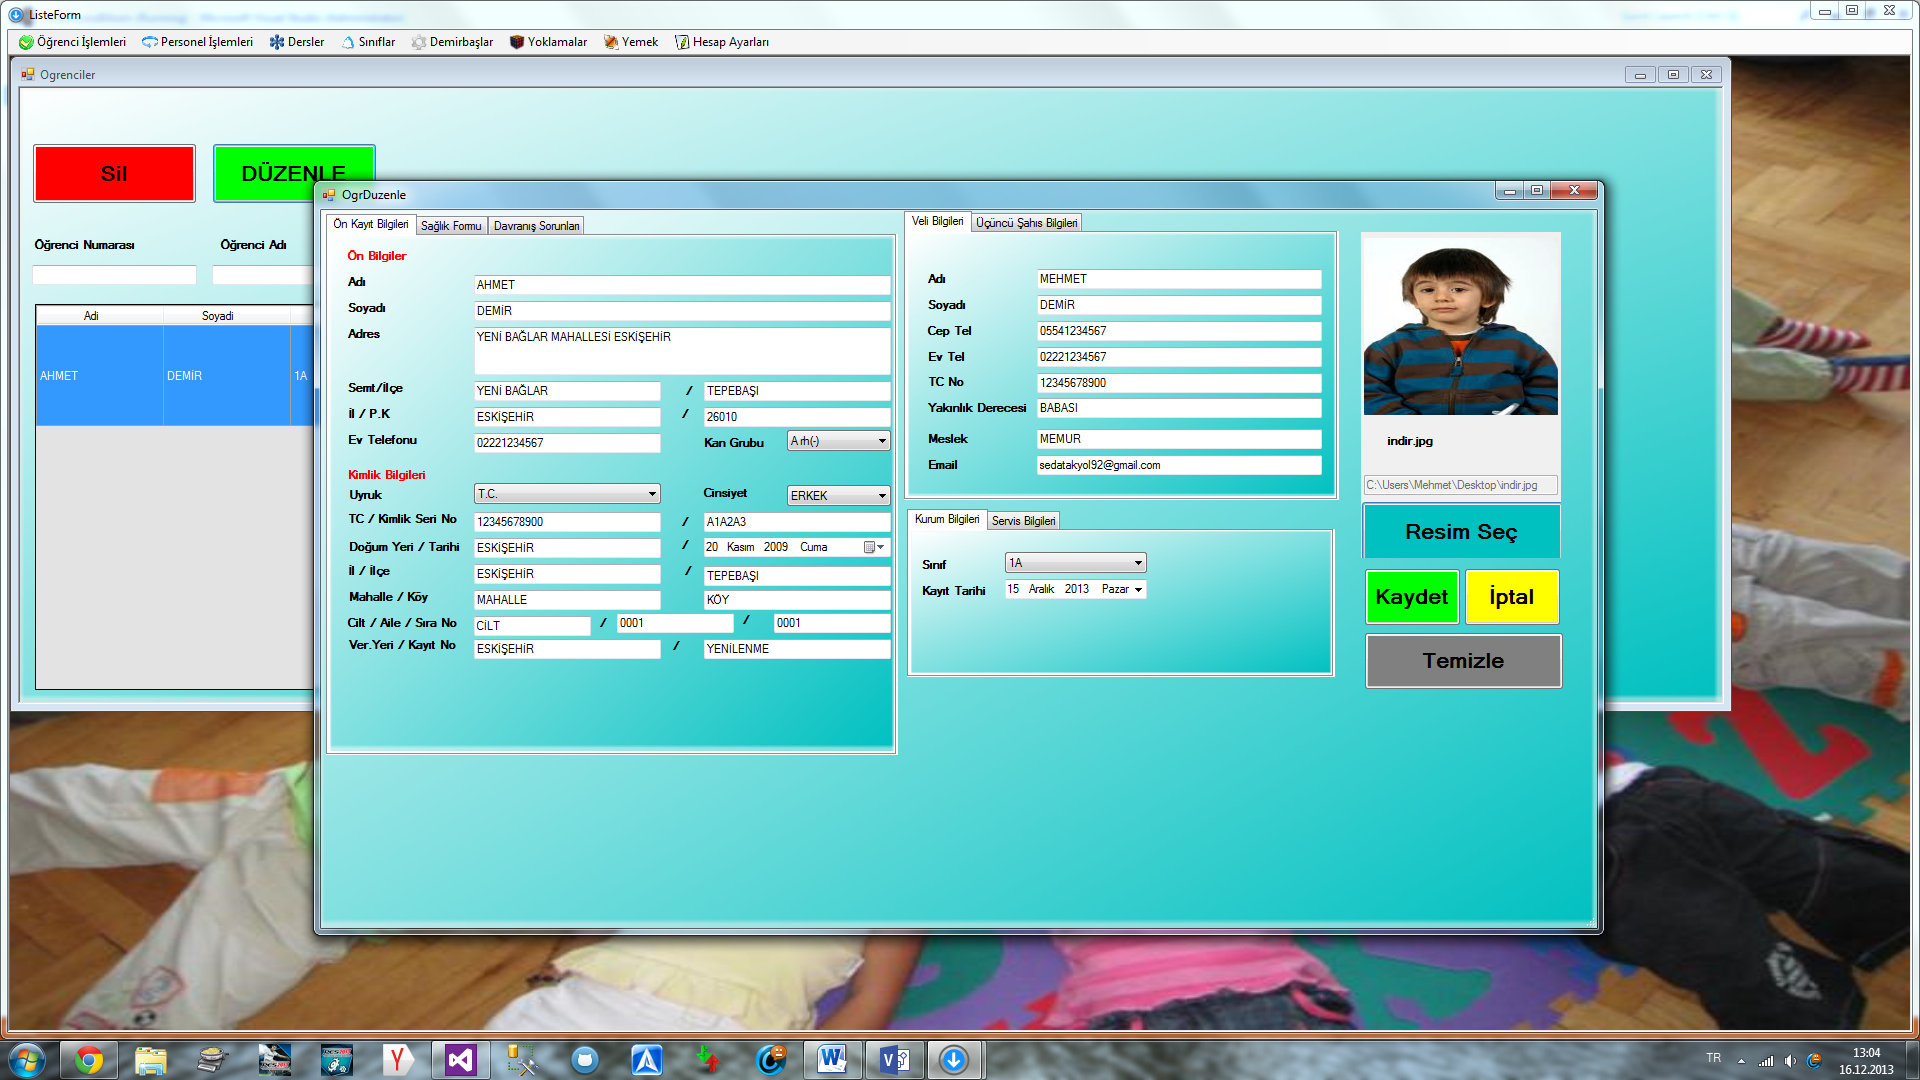 ListeForm
Öğrenci İşlemleri Personel İşlemleri Dersler Sınıflar Demirbaşlar Yoklamalar Yemek Hesap Ayarları
Ogrenciler
Sil DÜZENLE
Öğrenci Numarası Öğrenci Adı
Adi Soyadi
AHMET DEMİR 1A
OgrDuzenle
Ön Kayıt Bilgileri Sağlık Formu Davranış Sorunları
Ön Bilgiler
Adı AHMET
Soyadı DEMİR
Adres YENİ BAĞLAR MAHALLESİ ESKİŞEHİR
Semt/İlçe YENİ BAĞLAR / TEPEBAŞI
İl / P.K ESKİŞEHİR / 26010
Ev Telefonu 02221234567 Kan Grubu A rh(-)
Kimlik Bilgileri
Uyruk T.C. Cinsiyet ERKEK
TC / Kimlik Seri No 12345678900 / A1A2A3
Doğum Yeri / Tarihi ESKİŞEHİR / 20 Kasım 2009 Cuma
İl / İlçe ESKİŞEHİR / TEPEBAŞI
Mahalle / Köy MAHALLE KÖY
Cilt / Aile / Sıra No CİLT / 0001 / 0001
Ver.Yeri / Kayıt No ESKİŞEHİR / YENİLENME
Veli Bilgileri Üçüncü Şahıs Bilgileri
Adı MEHMET
Soyadı DEMİR
Cep Tel 05541234567
Ev Tel 02221234567
TC No 12345678900
Yakınlık Derecesi BABASI
Meslek MEMUR
Email sedatakyol92@gmail.com
Kurum Bilgileri Servis Bilgileri
Sınıf 1A
Kayıt Tarihi 15 Aralık 2013 Pazar
indir.jpg
C:\Users\Mehmet\Desktop\indir.jpg
Resim Seç
Kaydet İptal
Temizle
TR 13:04
16.12.2013